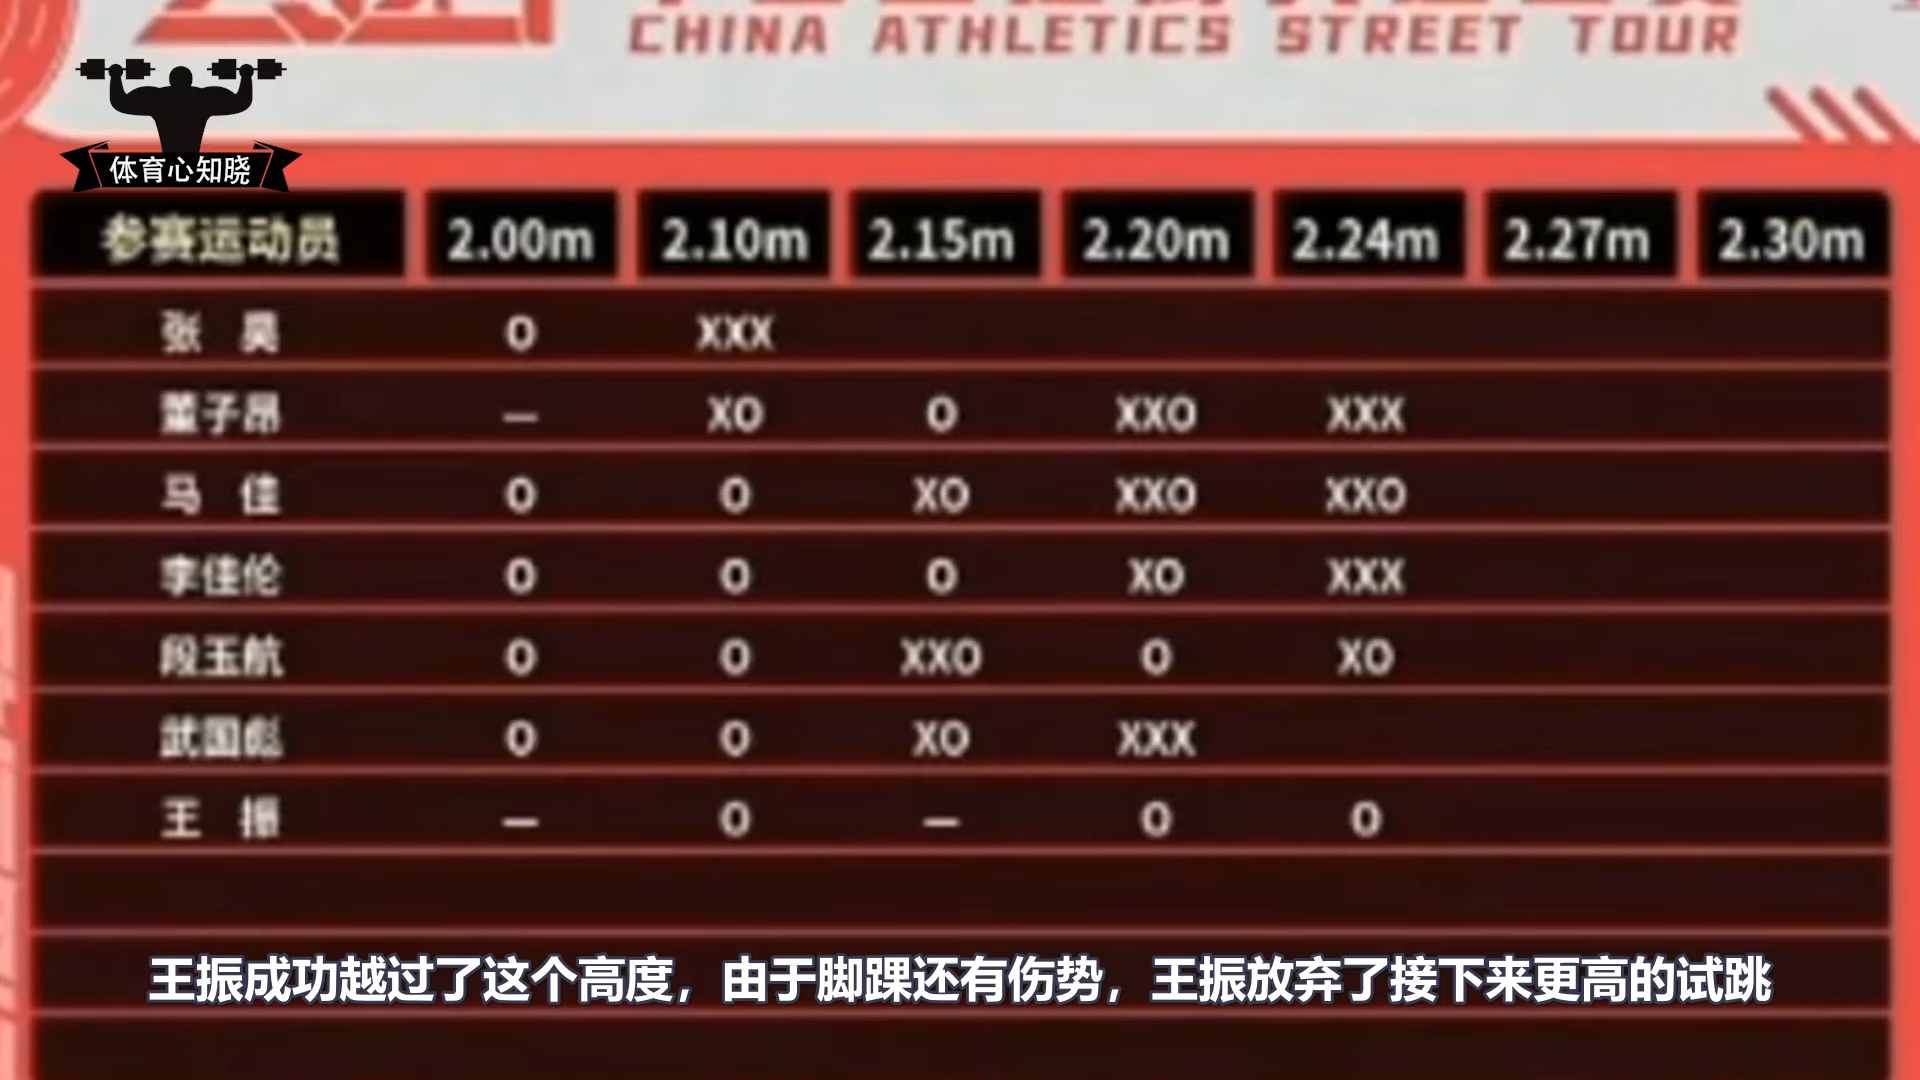 CHINA ATHLETICS STREET TOUR
体育心知晓
参赛运动员 2.00m 2.10m 2.15m 2.20m 2.24m 2.27m 2.30m
张 昊 O XXX
董子昂 — XO O XXO XXX
马 佳 O O XO XXO XXO
李佳伦 O O O XO XXX
段玉航 O O XXO O XO
武国彪 O O XO XXX
王 振 — O — O O
王振成功越过了这个高度，由于脚踝还有伤势，王振放弃了接下来更高的试跳